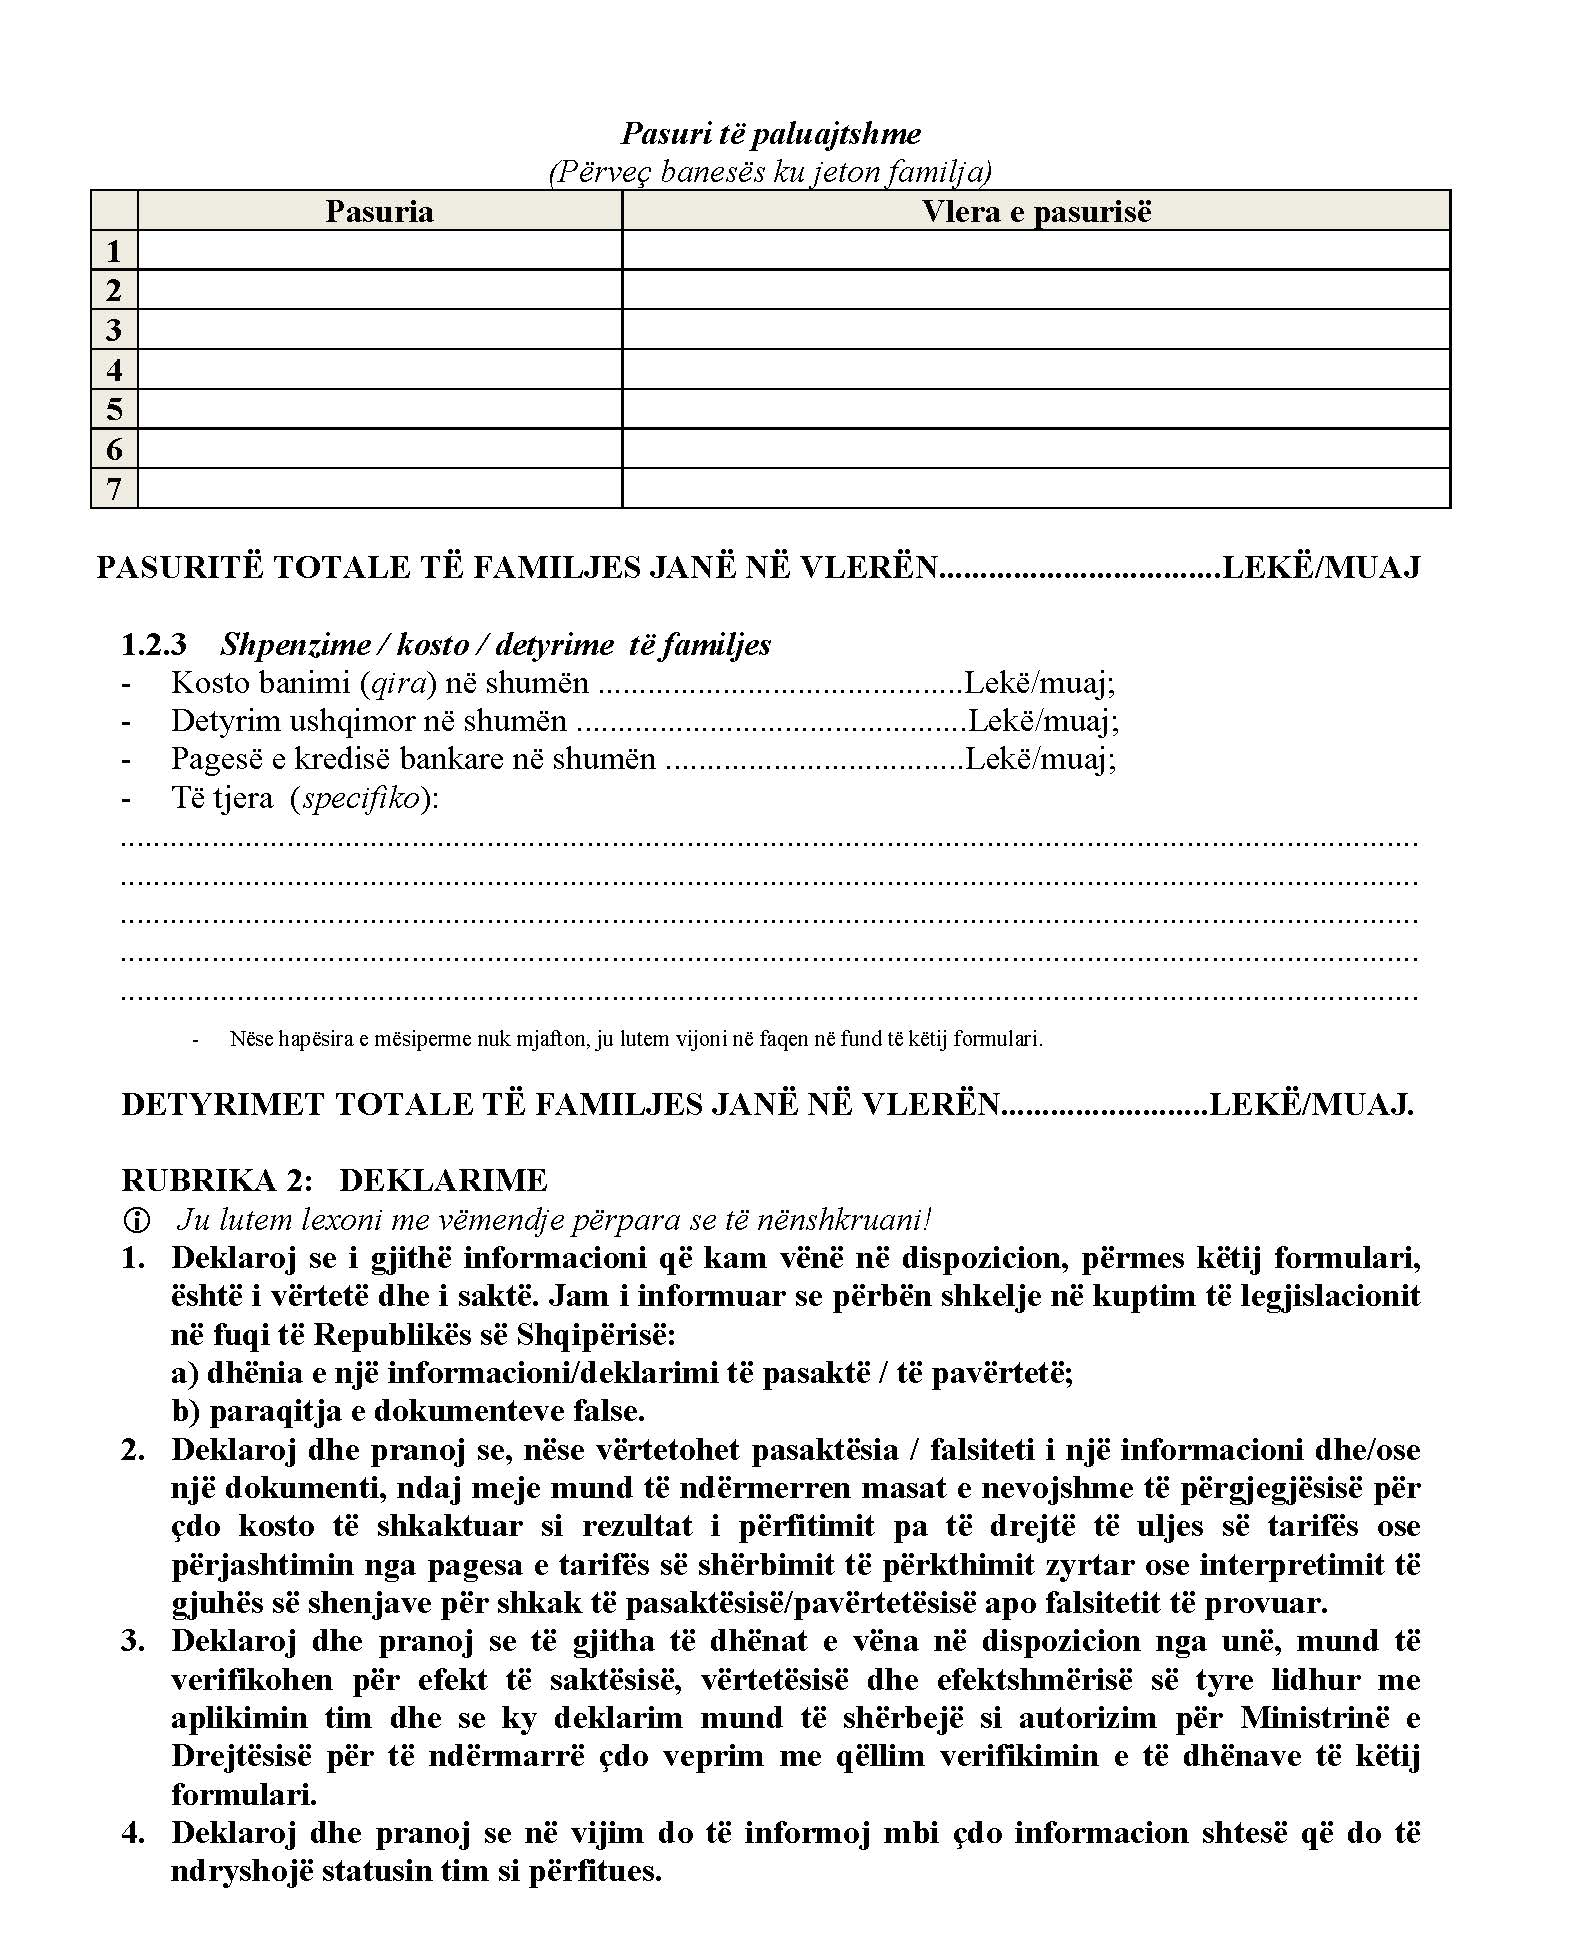 Pasuri të paluajtshme
(Përveç banesës ku jeton familja)
Pasuria Vlera e pasurisë
1
2
3
4
5
6
7
PASURITË TOTALE TË FAMILJES JANË NË VLERËN..................................LEKË/MUAJ
1.2.3 Shpenzime / kosto / detyrime të familjes
- Kosto banimi (qira) në shumën ............................................Lekë/muaj;
- Detyrim ushqimor në shumën ...............................................Lekë/muaj;
- Pagesë e kredisë bankare në shumën ....................................Lekë/muaj;
- Të tjera (specifiko):
............................................................................................................................................................
............................................................................................................................................................
............................................................................................................................................................
............................................................................................................................................................
............................................................................................................................................................
- Nëse hapësira e mësiperme nuk mjafton, ju lutem vijoni në faqen në fund të këtij formulari.
DETYRIMET TOTALE TË FAMILJES JANË NË VLERËN.........................LEKË/MUAJ.
RUBRIKA 2: DEKLARIME
ⓘ Ju lutem lexoni me vëmendje përpara se të nënshkruani!
1. Deklaroj se i gjithë informacioni që kam vënë në dispozicion, përmes këtij formulari,
është i vërtetë dhe i saktë. Jam i informuar se përbën shkelje në kuptim të legjislacionit
në fuqi të Republikës së Shqipërisë:
a) dhënia e një informacioni/deklarimi të pasaktë / të pavërtetë;
b) paraqitja e dokumenteve false.
2. Deklaroj dhe pranoj se, nëse vërtetohet pasaktësia / falsiteti i një informacioni dhe/ose
një dokumenti, ndaj meje mund të ndërmerren masat e nevojshme të përgjegjësisë për
çdo kosto të shkaktuar si rezultat i përfitimit pa të drejtë të uljes së tarifës ose
përjashtimin nga pagesa e tarifës së shërbimit të përkthimit zyrtar ose interpretimit të
gjuhës së shenjave për shkak të pasaktësisë/pavërtetësisë apo falsitetit të provuar.
3. Deklaroj dhe pranoj se të gjitha të dhënat e vëna në dispozicion nga unë, mund të
verifikohen për efekt të saktësisë, vërtetësisë dhe efektshmërisë së tyre lidhur me
aplikimin tim dhe se ky deklarim mund të shërbejë si autorizim për Ministrinë e
Drejtësisë për të ndërmarrë çdo veprim me qëllim verifikimin e të dhënave të këtij
formulari.
4. Deklaroj dhe pranoj se në vijim do të informoj mbi çdo informacion shtesë që do të
ndryshojë statusin tim si përfitues.